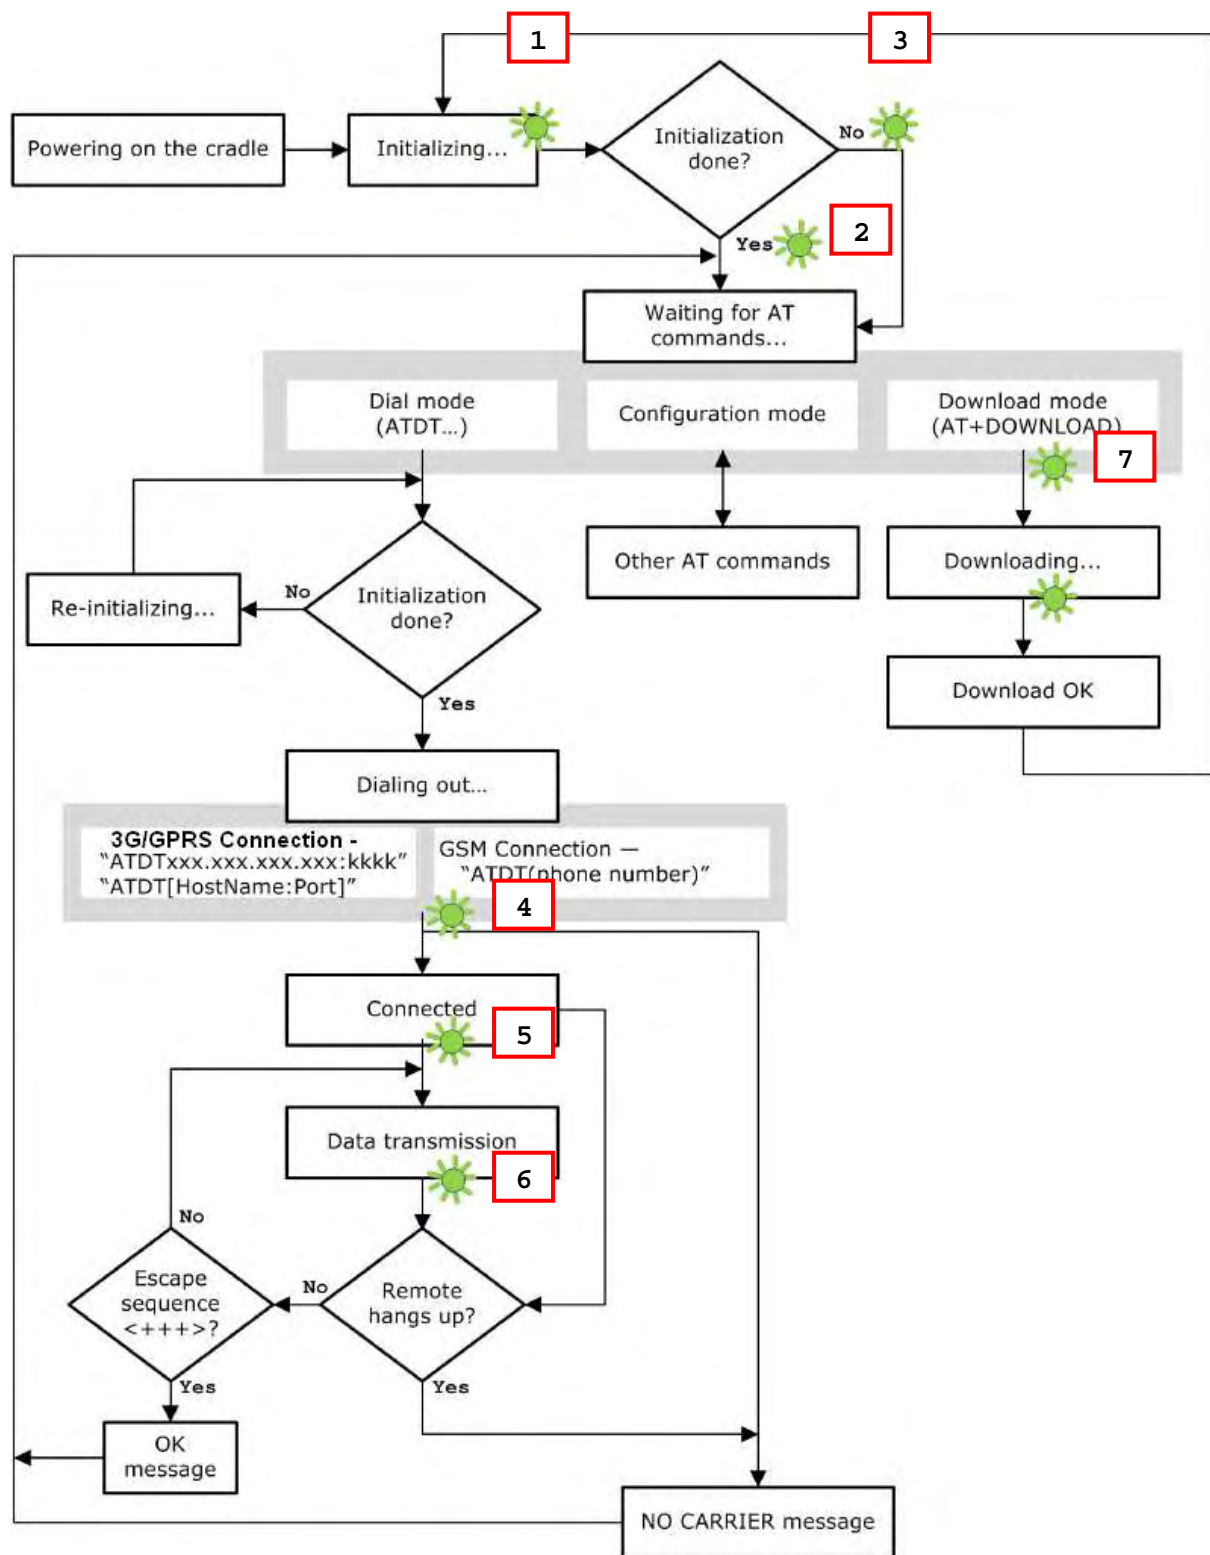 1
3
Powering on the cradle
Initializing...
Initialization
done?
No
Yes
2
Waiting for AT
commands...
Dial mode
(ATDT...)
Configuration mode
Download mode
(AT+DOWNLOAD)
7
Other AT commands
Downloading...
No
Re-initializing...
Initialization
done?
Yes
Download OK
Dialing out...
3G/GPRS Connection -
“ATDTxxx.xxx.xxx.xxx:kkkk”
“ATDT[HostName:Port]”
GSM Connection —
“ATDT(phone number)”
4
Connected
5
Data transmission
6
No
Escape
sequence
<+++>?
No
Remote
hangs up?
Yes
Yes
OK
message
NO CARRIER message